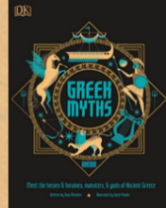 DK
GREEK
MYTHS
Meet the heroes & heroines, monsters, & gods of Ancient Greece